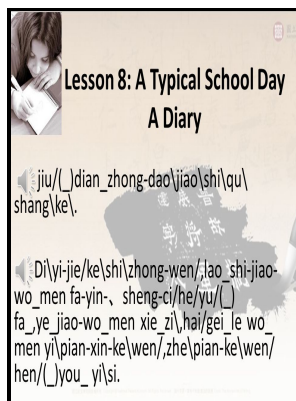 Lesson 8: A Typical School Day
A Diary
jiu/(_)dian_zhong-dao\jiao\shi\qu\
shang\ke\.
Di\yi-jie/ke\shi\zhong-wen/,lao_shi-jiao-
wo_men fa-yin-、sheng-ci/he/yu/(_)
fa_,ye_jiao-wo_men xie_zi\,hai/gei_le wo_
men yi\pian-xin-ke\wen/,zhe\pian-ke\wen/
hen/(_)you_ yi\si.